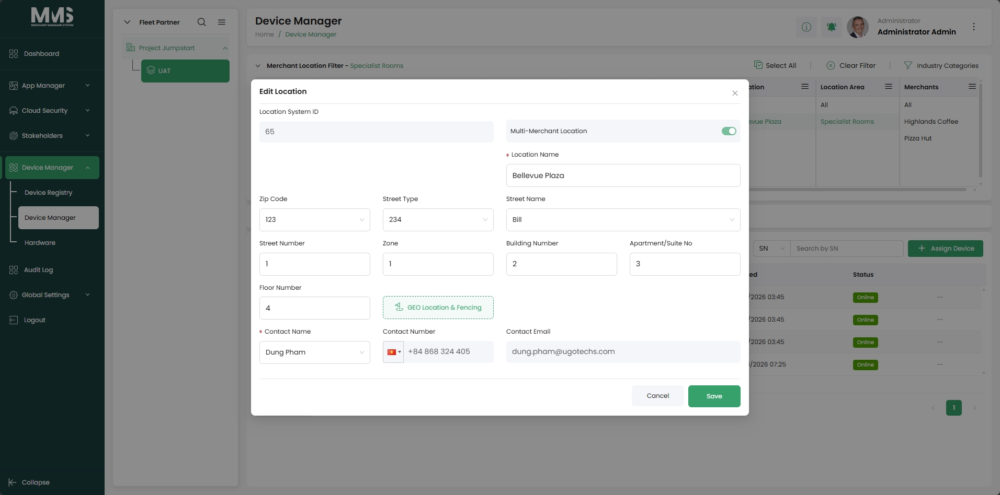 MMS
MERCHANT MANAGER SYSTEM
Dashboard
App Manager
Cloud Security
Stakeholders
Device Manager
Device Registry
Device Manager
Hardware
Audit Log
Global Settings
Logout
Collapse
Fleet Partner
Project Jumpstart
UAT
Device Manager
Home / Device Manager
Administrator
Administrator Admin
Merchant Location Filter - Specialist Rooms
Select All
Clear Filter
Industry Categories
Location Area
Merchants
All
All
Plaza
Specialist Rooms
Highlands Coffee
Pizza Hut
SN
Search by SN
Assign Device
Status
/2026 03:45
Online
/2026 03:45
Online
/2026 03:45
Online
/2026 07:25
Online
1
Edit Location
Location System ID
65
Multi-Merchant Location
* Location Name
Bellevue Plaza
Zip Code
Street Type
Street Name
123
234
Bill
Street Number
Zone
Building Number
Apartment/Suite No
1
1
2
3
Floor Number
4
GEO Location & Fencing
* Contact Name
Contact Number
Contact Email
Dung Pham
+84 868 324 405
dung.pham@ugotechs.com
Cancel
Save